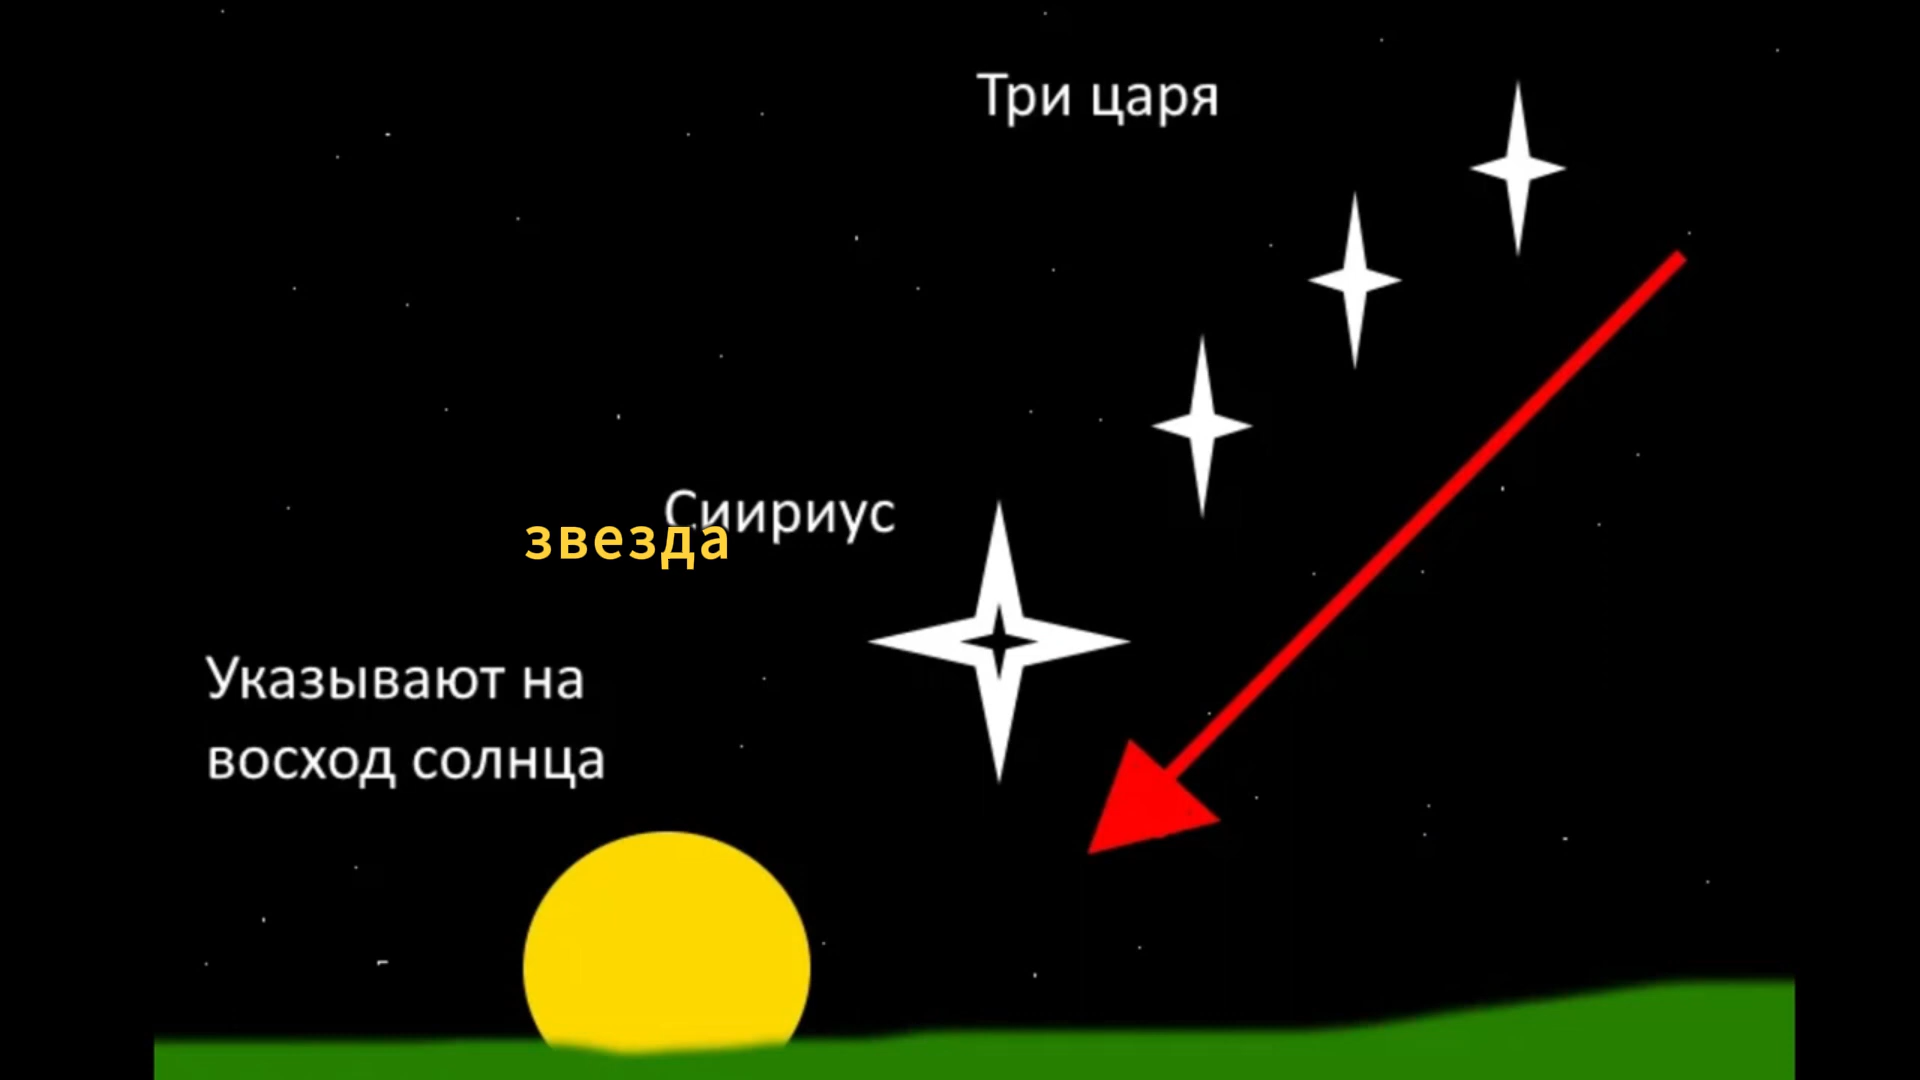 Три царя
Сиириус
звезда
Указывают на
восход солнца